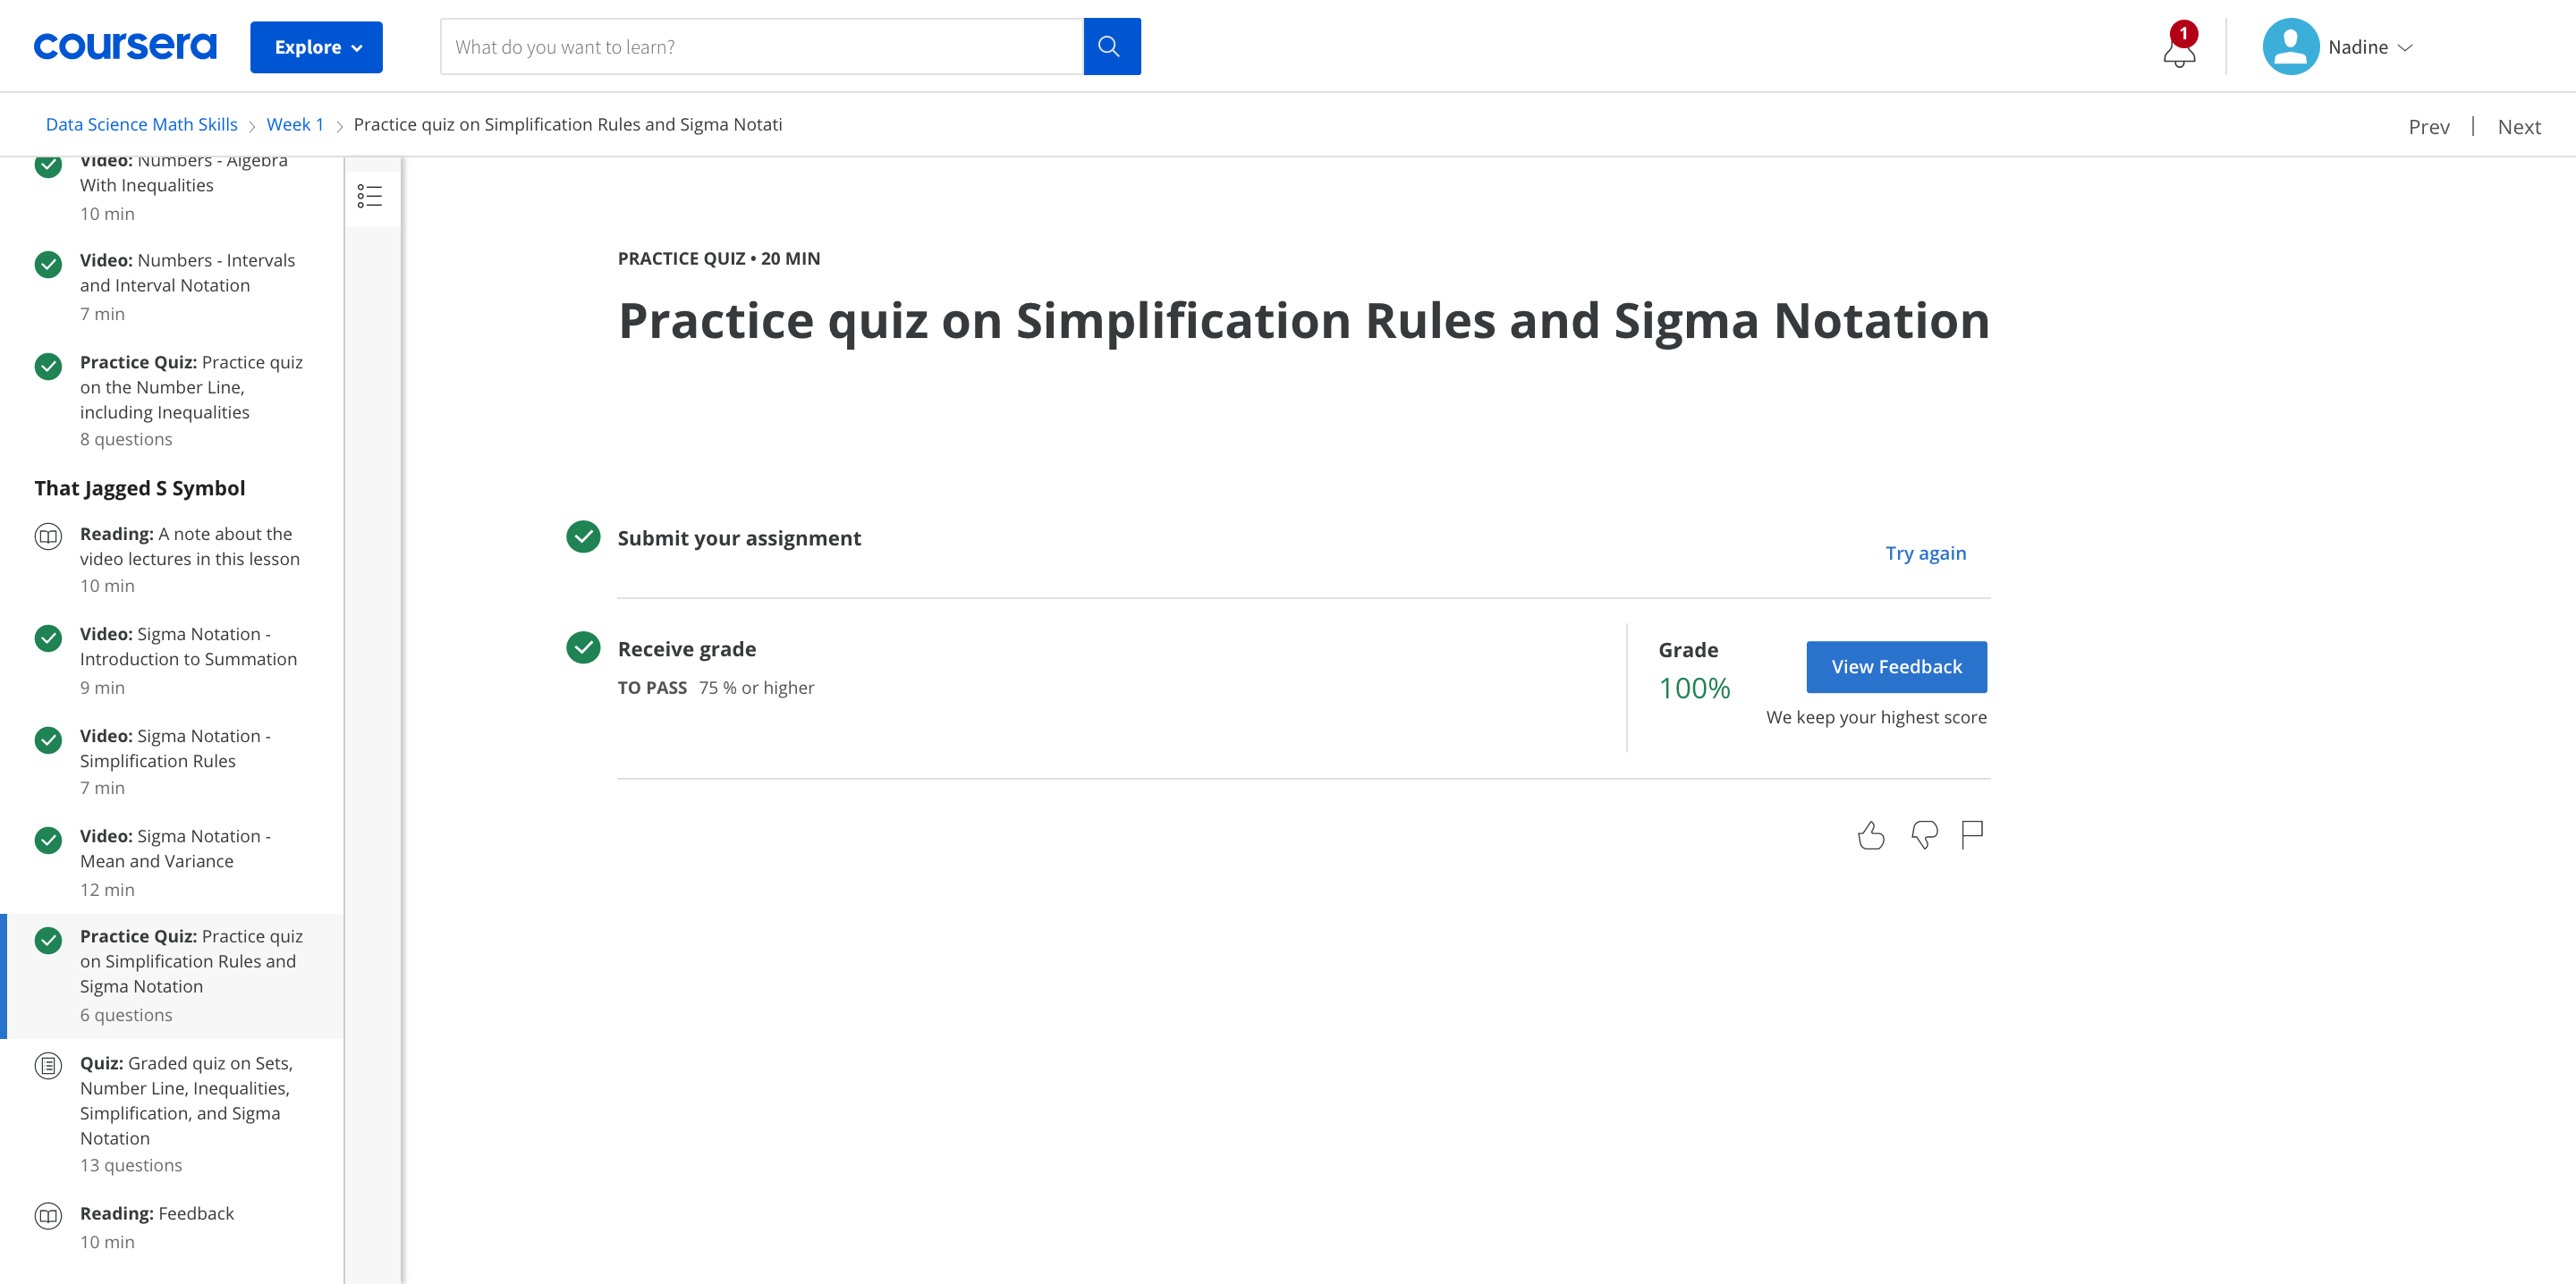 coursera
Explore
What do you want to learn?
1
Nadine
Data Science Math Skills > Week 1 > Practice quiz on Simplification Rules and Sigma Notati
Prev | Next
Video: Numbers - Algebra
With Inequalities
10 min
Video: Numbers - Intervals
and Interval Notation
7 min
Practice Quiz: Practice quiz
on the Number Line,
including Inequalities
8 questions
That Jagged S Symbol
Reading: A note about the
video lectures in this lesson
10 min
Video: Sigma Notation -
Introduction to Summation
9 min
Video: Sigma Notation -
Simplification Rules
7 min
Video: Sigma Notation -
Mean and Variance
12 min
Practice Quiz: Practice quiz
on Simplification Rules and
Sigma Notation
6 questions
Quiz: Graded quiz on Sets,
Number Line, Inequalities,
Simplification, and Sigma
Notation
13 questions
Reading: Feedback
10 min
PRACTICE QUIZ • 20 MIN
Practice quiz on Simplification Rules and Sigma Notation
Submit your assignment
Try again
Receive grade
TO PASS 75 % or higher
Grade
100%
View Feedback
We keep your highest score